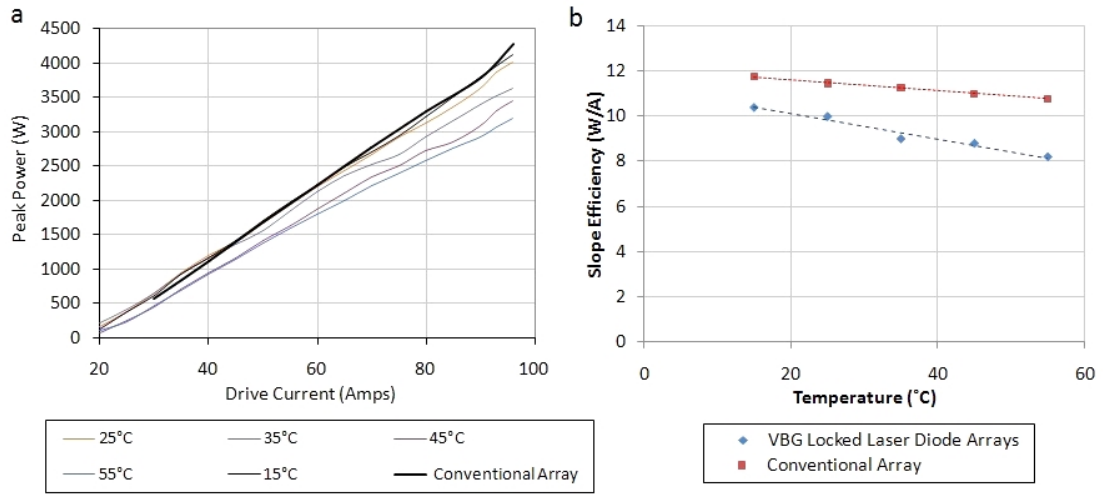 a
4500
4000
3500
3000
2500
2000
1500
1000
500
0
Peak Power (W)
20 40 60 80 100
Drive Current (Amps)
25°C 35°C 45°C
55°C 15°C Conventional Array
b
14
12
10
8
6
4
2
0
Slope Efficiency (W/A)
0 20 40 60
Temperature (°C)
VBG Locked Laser Diode Arrays
Conventional Array